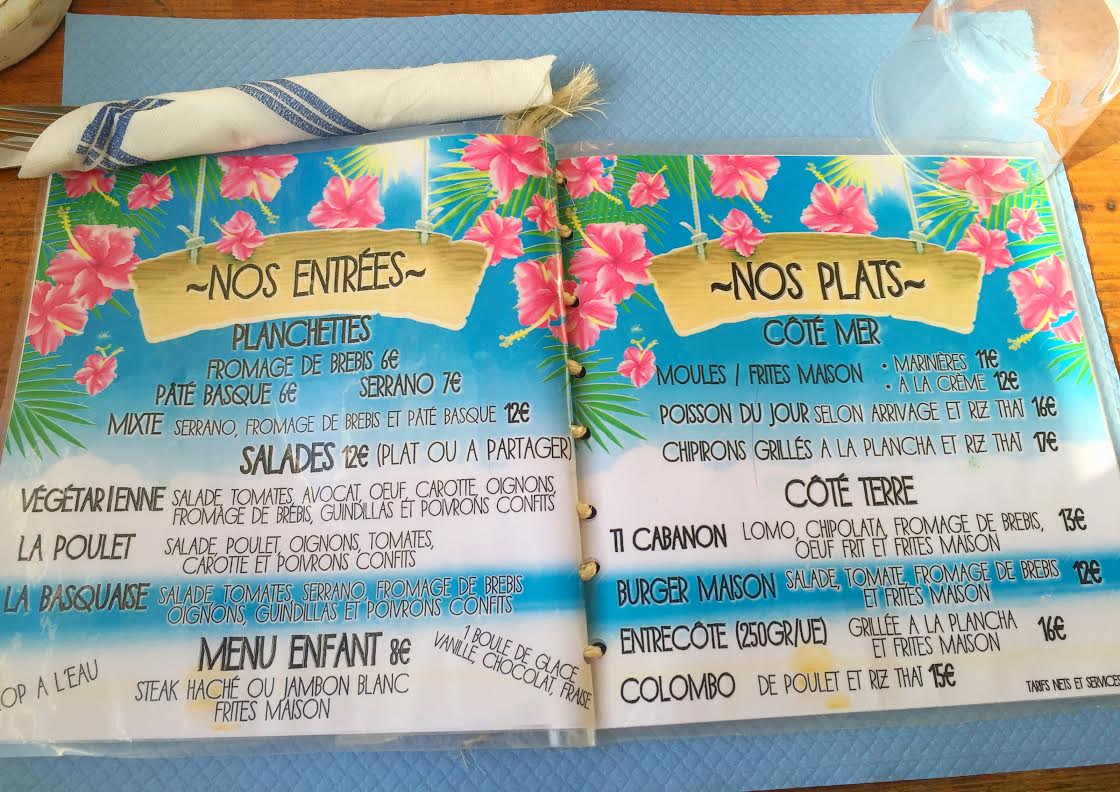 ~NOS ENTRÉES~
PLANCHETTES
FROMAGE DE BREBIS 6€
PÂTÉ BASQUE 6€ SERRANO 7€
MIXTE SERRANO, FROMAGE DE BREBIS ET PATÉ BASQUE 12€
SALADES 12€ (PLAT OU A PARTAGER)
VÉGÉTARIENNE SALADE, TOMATES, AVOCAT, OEUF, CAROTTE, OIGNONS,
FROMAGE DE BREBIS, GUINDILLAS ET POIVRONS CONFITS
LA POULET SALADE, POULET, OIGNONS, TOMATES,
CAROTTE ET POIVRONS CONFITS
LA BASQUAISE SALADE, TOMATES, SERRANO, FROMAGE DE BREBIS
OIGNONS, GUINDILLAS ET POIVRONS CONFITS
MENU ENFANT 8€
OP A L'EAU
STEAK HACHÉ OU JAMBON BLANC
FRITES MAISON
1 BOULE DE GLACE
VANILLE, CHOCOLAT, FRAISE
~NOS PLATS~
CÔTÉ MER
MOULES / FRITES MAISON • MARINIÈRES 11€
• A LA CRÈME 12€
POISSON DU JOUR SELON ARRIVAGE ET RIZ THAÏ 16€
CHIPIRONS GRILLÉS A LA PLANCHA ET RIZ THAÏ 17€
CÔTÉ TERRE
TI CABANON LOMO, CHIPOLATA, FROMAGE DE BREBIS, 13€
OEUF FRIT ET FRITES MAISON
BURGER MAISON SALADE, TOMATE, FROMAGE DE BREBIS 12€
ET FRITES MAISON
ENTRECÔTE (250GR/UE) GRILLÉE A LA PLANCHA 16€
ET FRITES MAISON
COLOMBO DE POULET ET RIZ THAÏ 15€
TARIFS NETS ET SERVICES